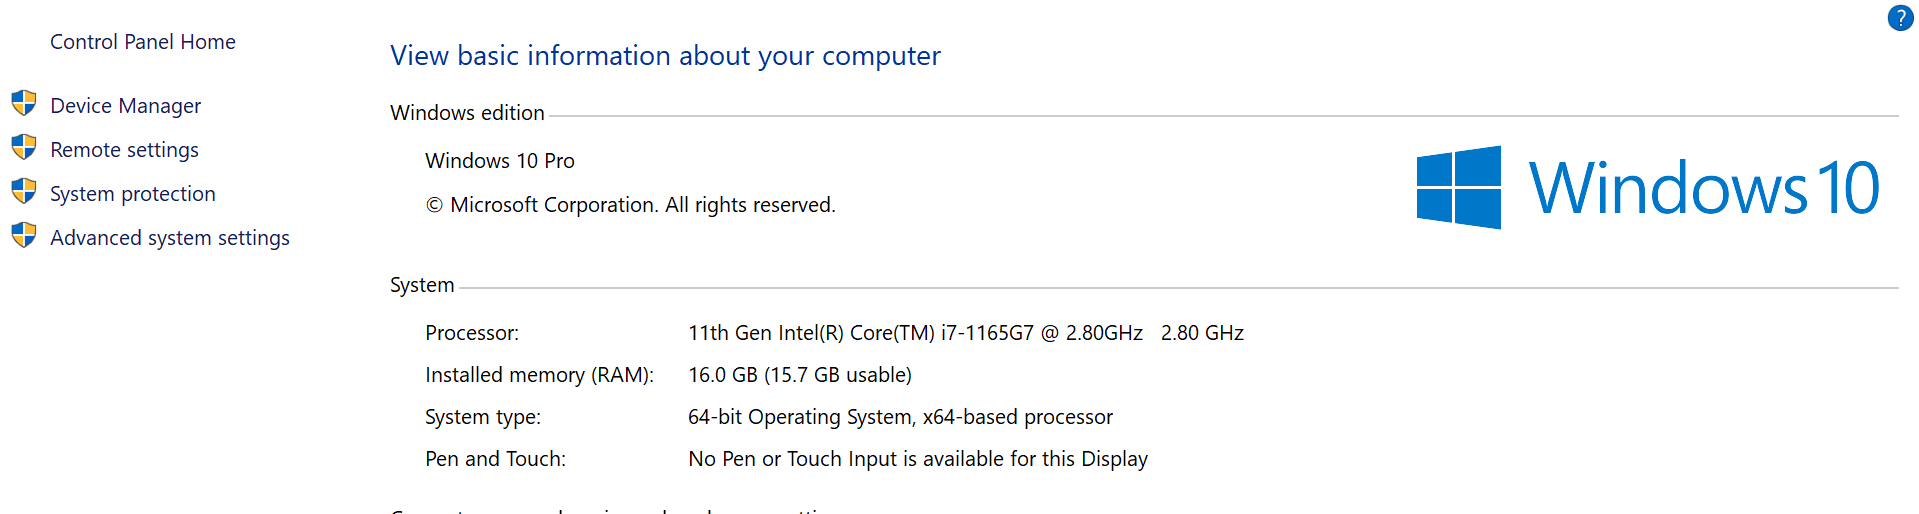 ?
Control Panel Home
View basic information about your computer
Device Manager
Windows edition
Remote settings
Windows 10 Pro
Windows 10
System protection
© Microsoft Corporation. All rights reserved.
Advanced system settings
System
Processor: 11th Gen Intel(R) Core(TM) i7-1165G7 @ 2.80GHz 2.80 GHz
Installed memory (RAM): 16.0 GB (15.7 GB usable)
System type: 64-bit Operating System, x64-based processor
Pen and Touch: No Pen or Touch Input is available for this Display